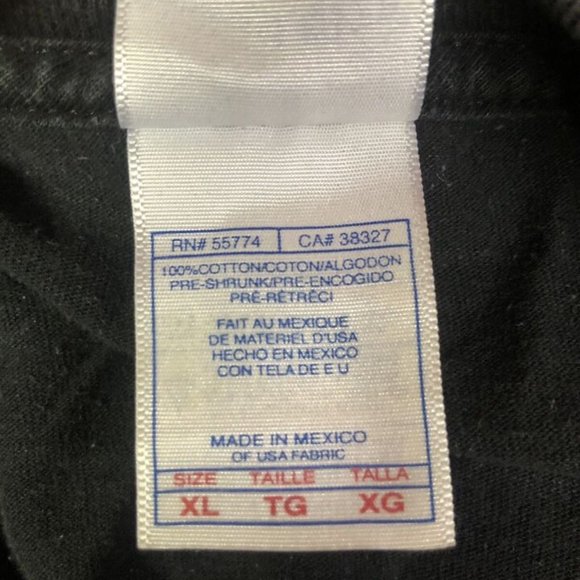 RN# 55774 CA# 38327
100%COTTON/COTON/ALGODON
PRE-SHRUNK/PRE-ENCOGIDO
PRÉ-RÉTRÉCI
FAIT AU MEXIQUE
DE MATERIEL D'USA
HECHO EN MEXICO
CON TELA DE E U
MADE IN MEXICO
OF USA FABRIC
SIZE TAILLE TALLA
XL TG XG